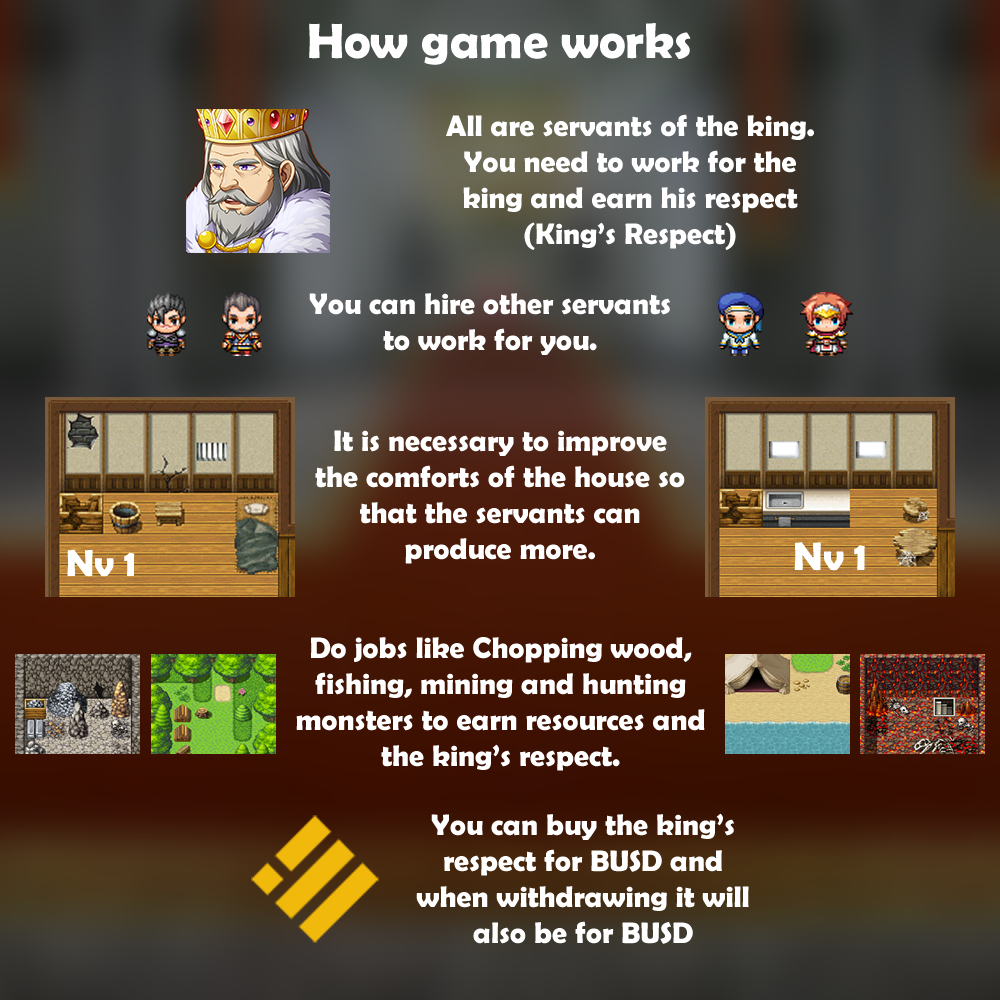 How game works
All are servants of the king.
You need to work for the
king and earn his respect
(King's Respect)
You can hire other servants
to work for you.
It is necessary to improve
the comforts of the house so
that the servants can
produce more.
Nv 1
Nv 1
Do jobs like Chopping wood,
fishing, mining and hunting
monsters to earn resources and
the king's respect.
You can buy the king's
respect for BUSD and
when withdrawing it will
also be for BUSD